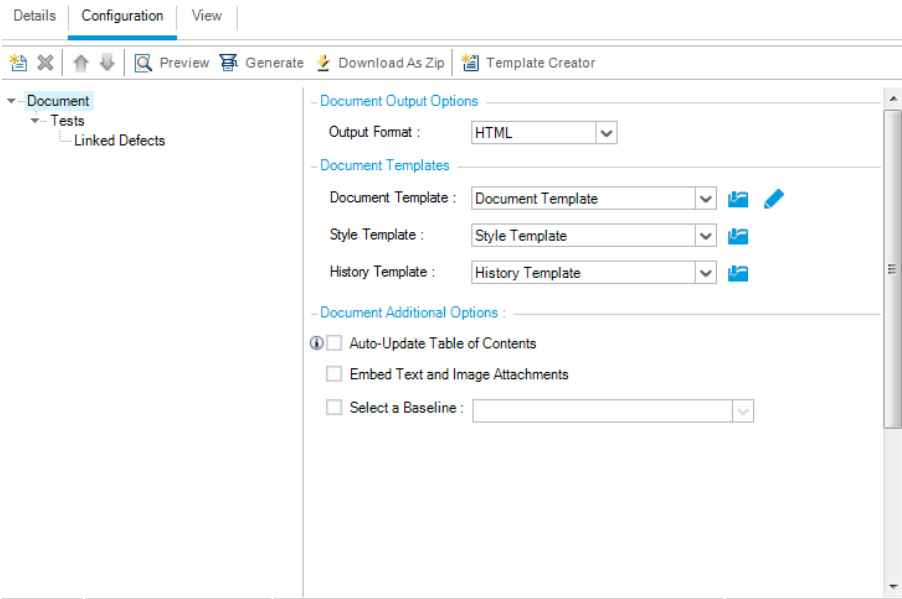 Details Configuration View
Preview Generate Download As Zip Template Creator
Document
Tests
Linked Defects
Document Output Options
Output Format : HTML
Document Templates
Document Template : Document Template
Style Template : Style Template
History Template : History Template
Document Additional Options :
Auto-Update Table of Contents
Embed Text and Image Attachments
Select a Baseline :